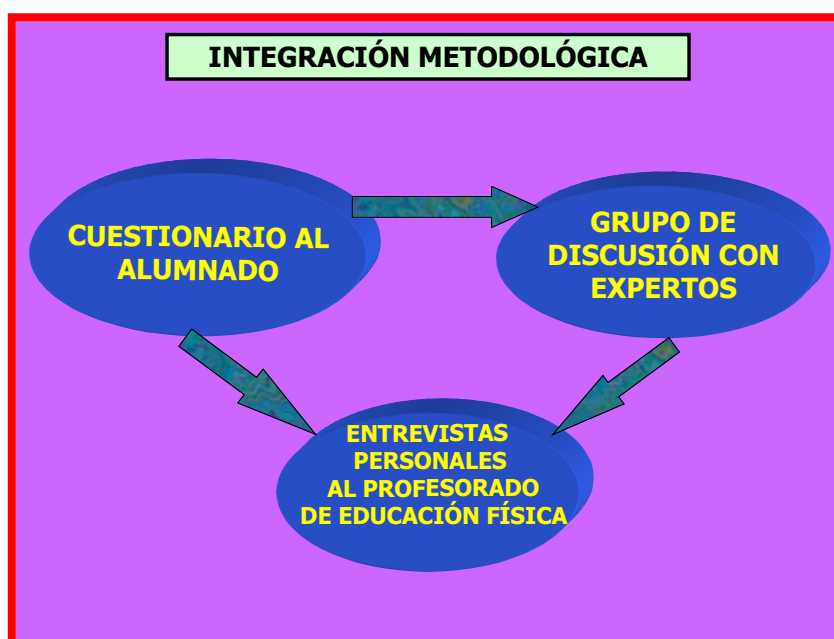 INTEGRACIÓN METODOLÓGICA
CUESTIONARIO AL
ALUMNADO
GRUPO DE
DISCUSIÓN CON
EXPERTOS
ENTREVISTAS
PERSONALES
AL PROFESORADO
DE EDUCACIÓN FÍSICA